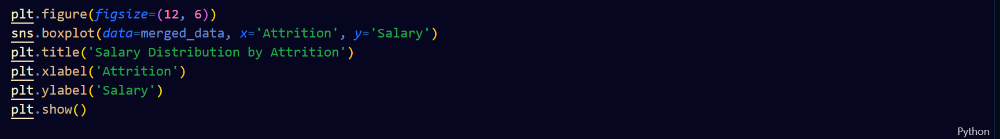 plt.figure(figsize=(12, 6))
sns.boxplot(data=merged_data, x='Attrition', y='Salary')
plt.title('Salary Distribution by Attrition')
plt.xlabel('Attrition')
plt.ylabel('Salary')
plt.show()
Python